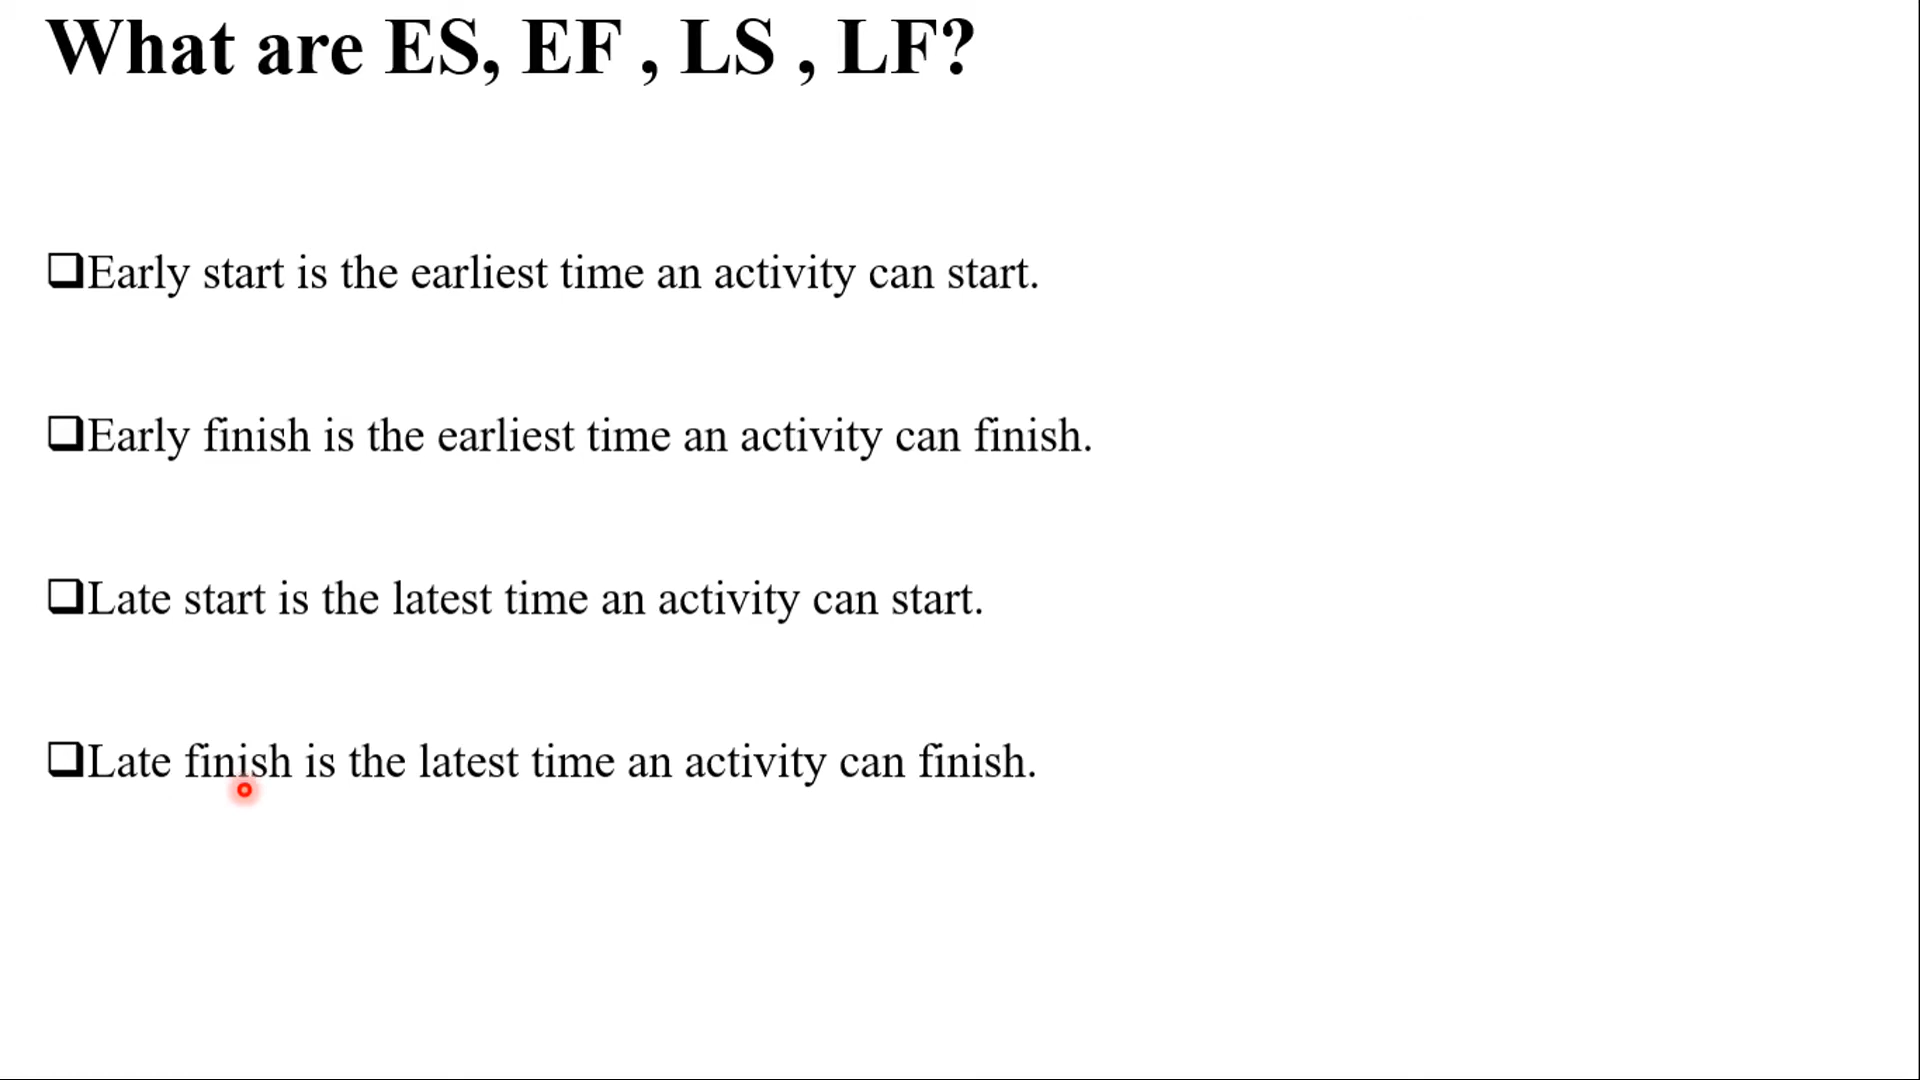 What are ES, EF , LS , LF?
❑Early start is the earliest time an activity can start.
❑Early finish is the earliest time an activity can finish.
❑Late start is the latest time an activity can start.
❑Late finish is the latest time an activity can finish.